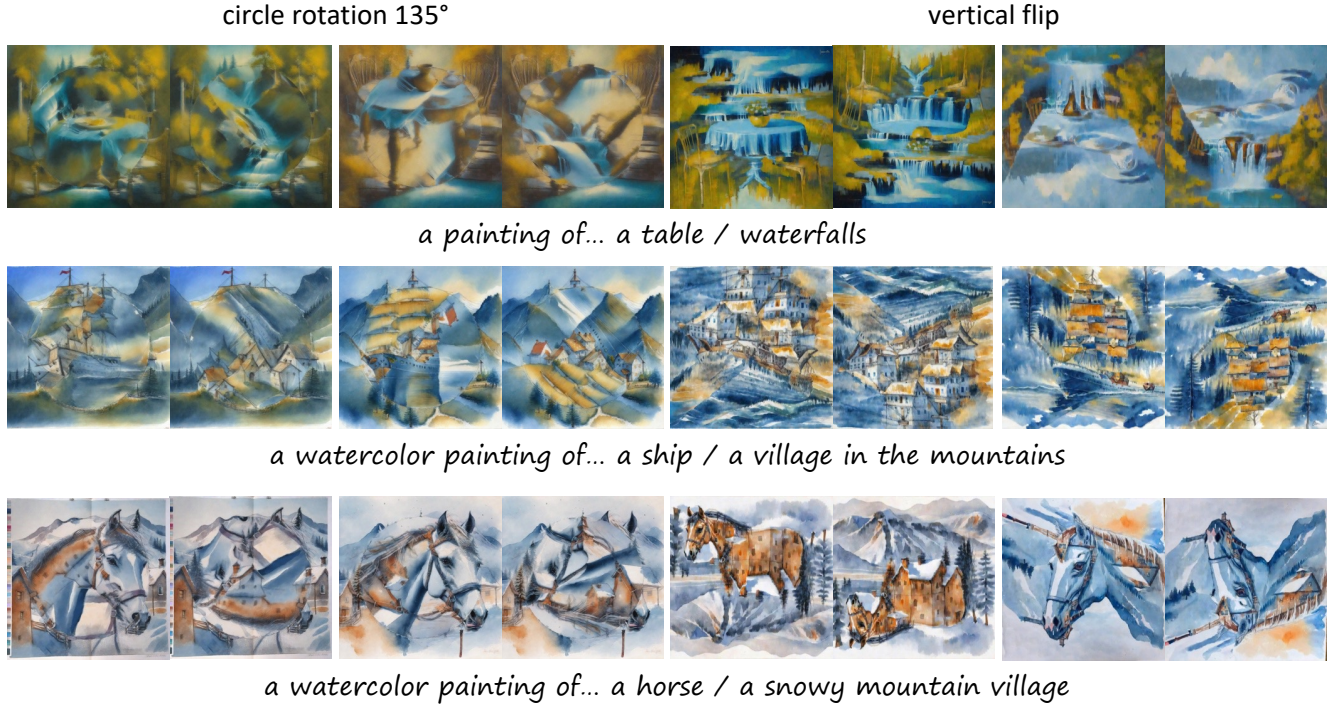 circle rotation 135°
vertical flip
a painting of... a table / waterfalls
a watercolor painting of... a ship / a village in the mountains
a watercolor painting of... a horse / a snowy mountain village